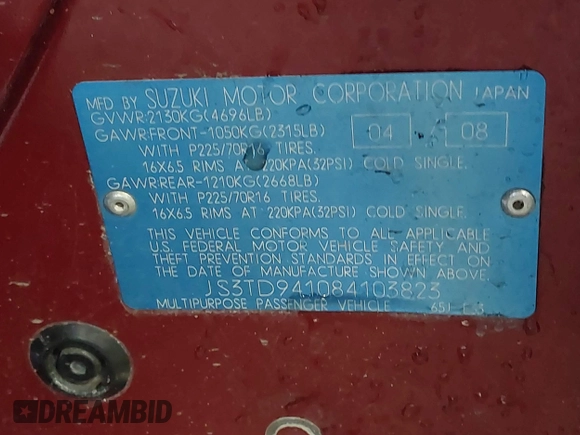 MFD BY SUZUKI MOTOR CORPORATION JAPAN
GVWR:2130KG(4696LB)
GAWR:FRONT-1050KG(2315LB) 04 08
WITH P225/70R16 TIRES.
16X6.5 RIMS AT 220KPA(32PSI) COLD SINGLE.
GAWR:REAR-1210KG(2668LB)
WITH P225/70R16 TIRES.
16X6.5 RIMS AT 220KPA(32PSI) COLD SINGLE.
THIS VEHICLE CONFORMS TO ALL APPLICABLE
U.S. FEDERAL MOTOR VEHICLE SAFETY AND
THEFT PREVENTION STANDARDS IN EFFECT ON
THE DATE OF MANUFACTURE SHOWN ABOVE.
JS3TD941084103823
MULTIPURPOSE PASSENGER VEHICLE 65J
DREAMBID